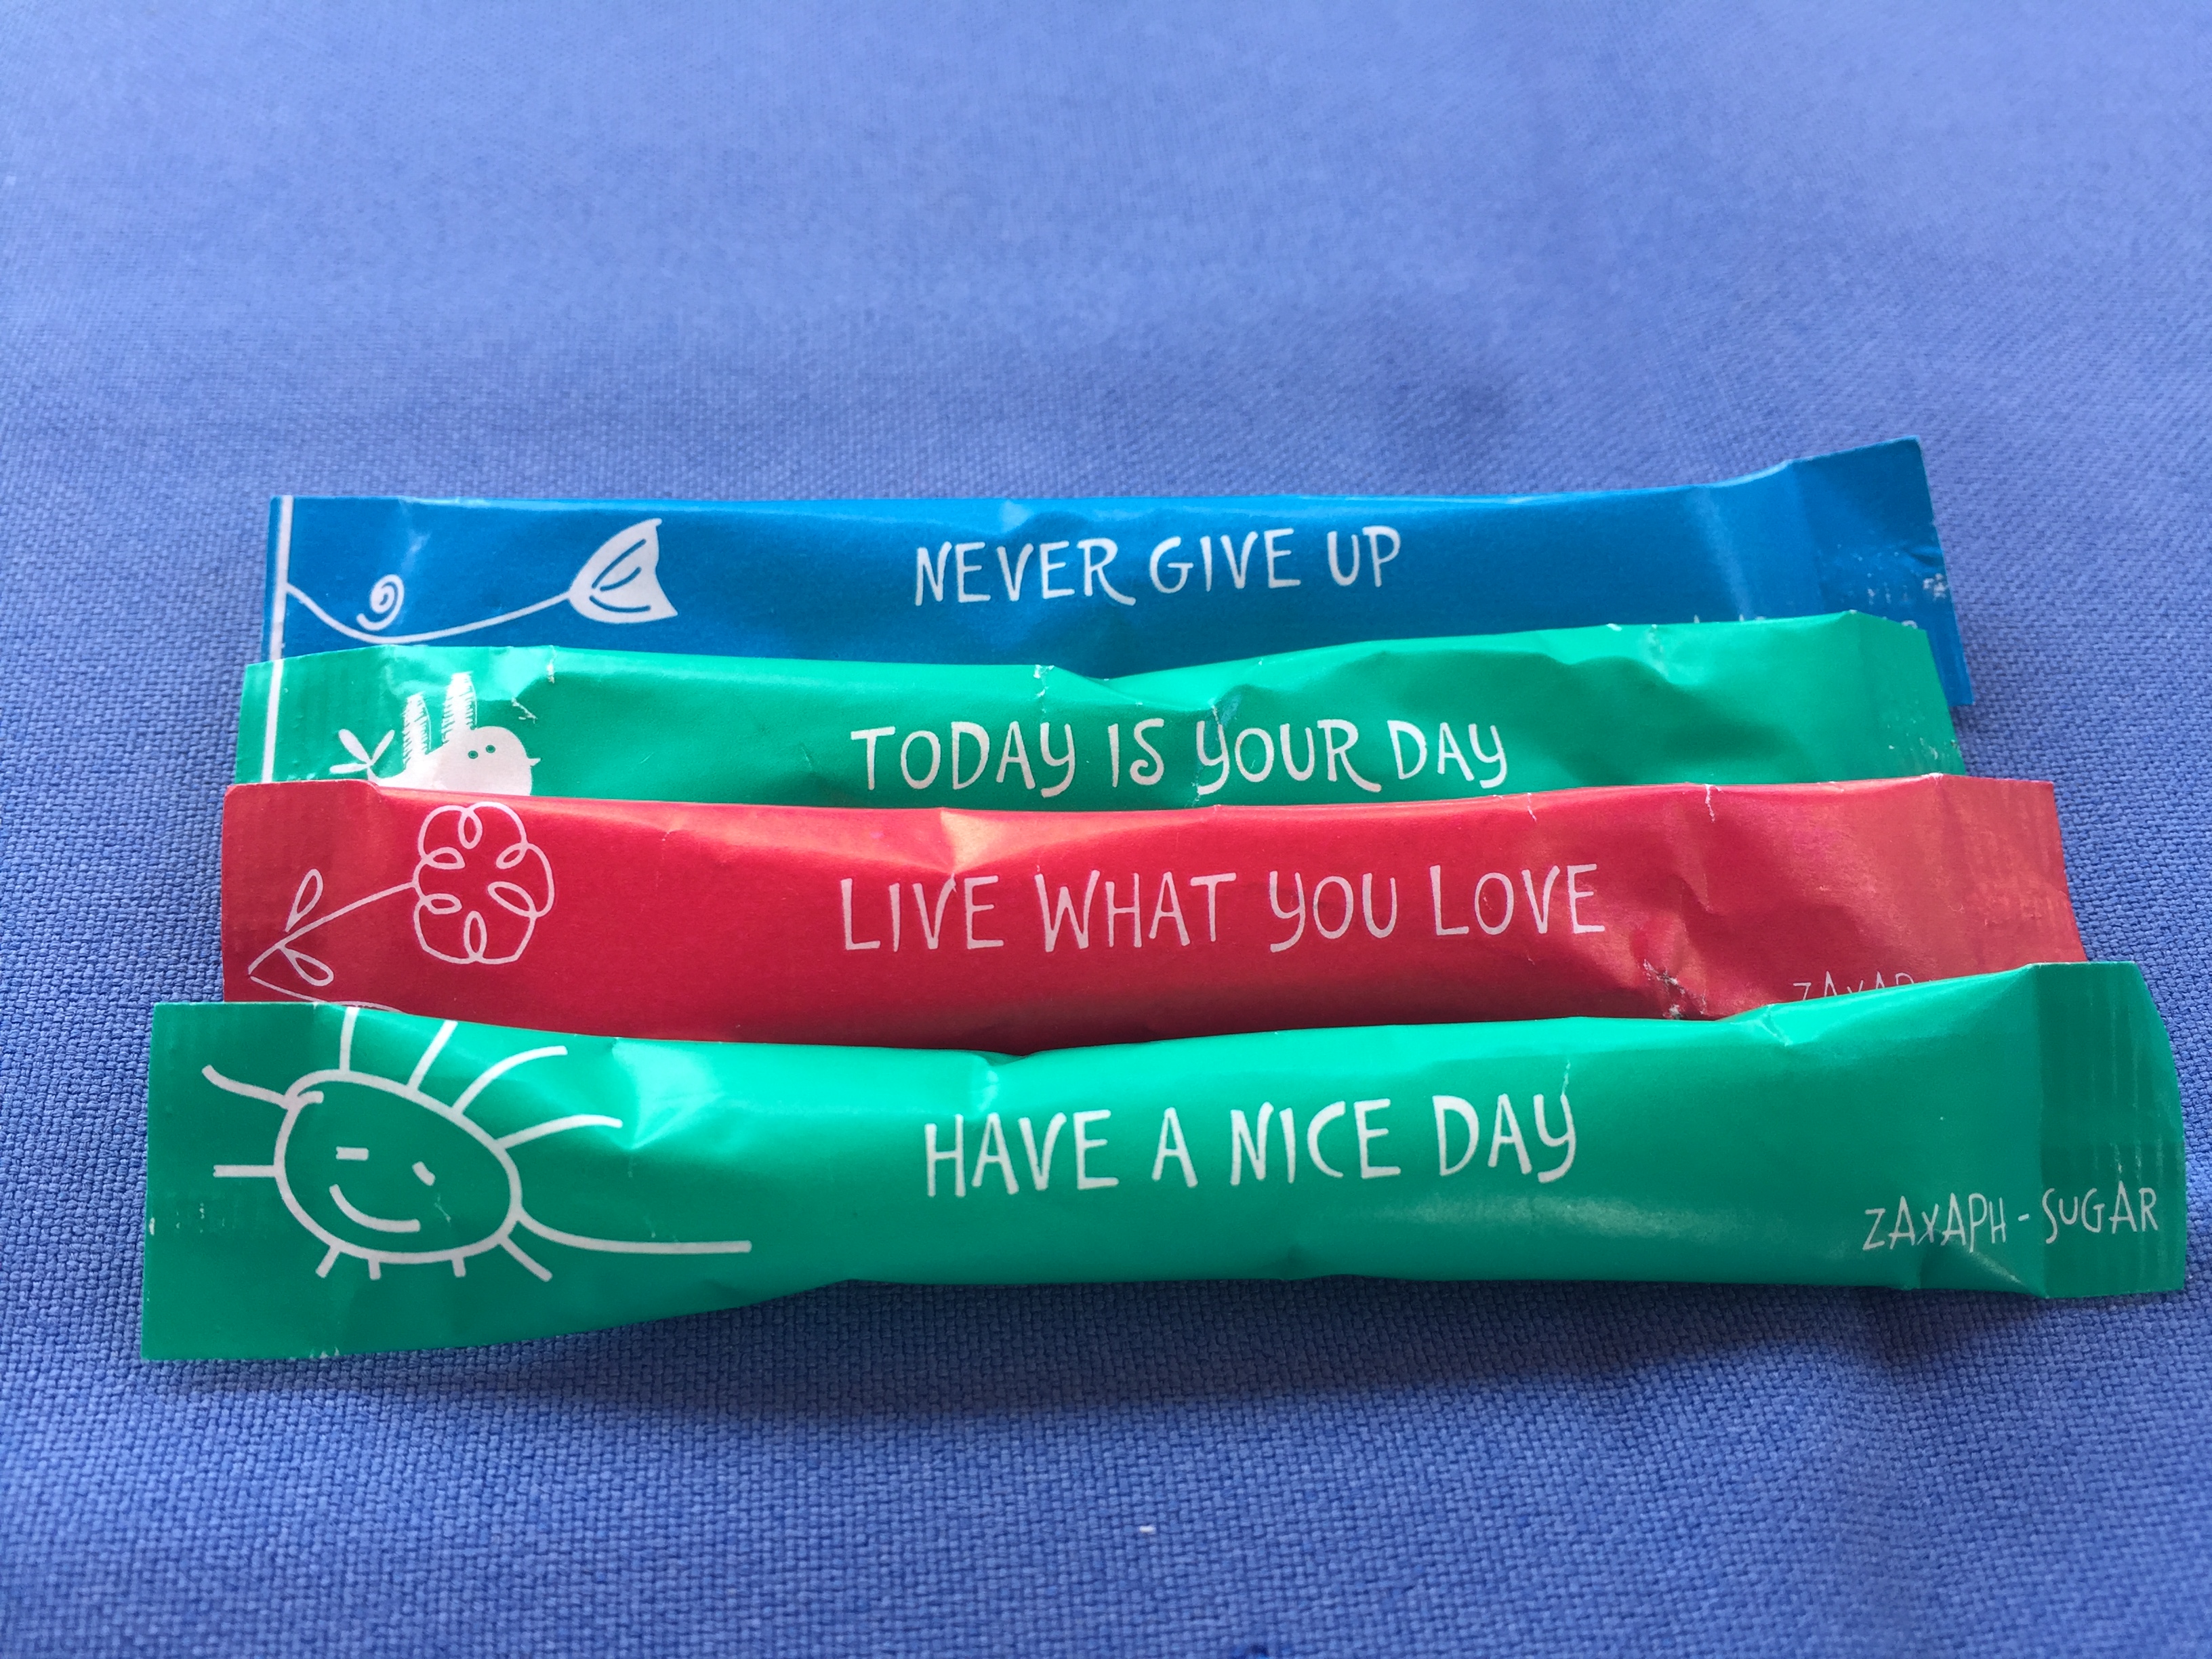 NEVER GIVE UP
TODAY IS YOUR DAY
LIVE WHAT YOU LOVE
HAVE A NICE DAY
ZAXAPH - SUGAR